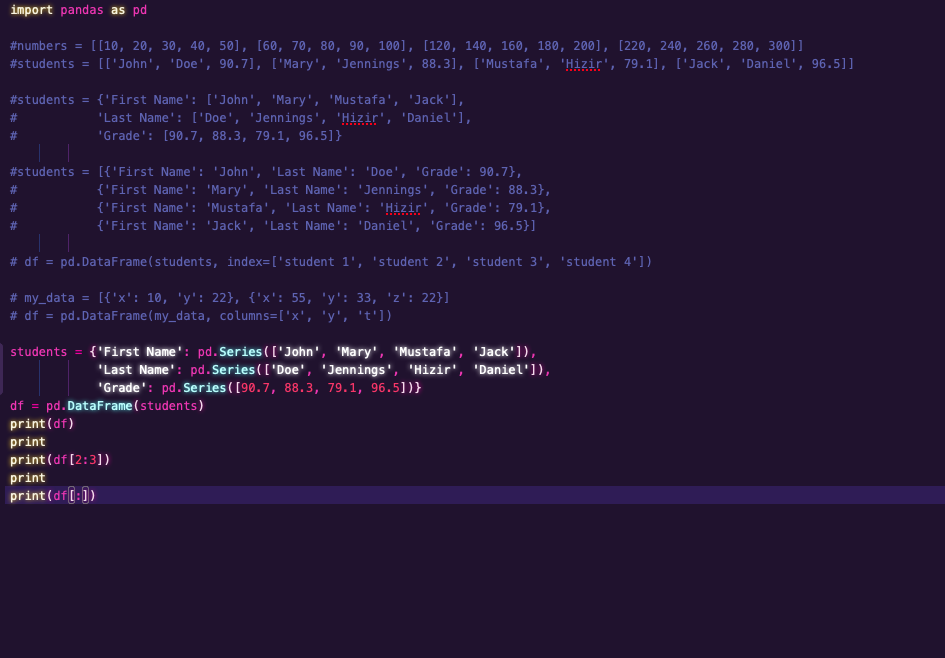 import pandas as pd
#numbers = [[10, 20, 30, 40, 50], [60, 70, 80, 90, 100], [120, 140, 160, 180, 200], [220, 240, 260, 280, 300]]
#students = [['John', 'Doe', 90.7], ['Mary', 'Jennings', 88.3], ['Mustafa', 'Hizir', 79.1], ['Jack', 'Daniel', 96.5]]
#students = {'First Name': ['John', 'Mary', 'Mustafa', 'Jack'],
#           'Last Name': ['Doe', 'Jennings', 'Hizir', 'Daniel'],
#           'Grade': [90.7, 88.3, 79.1, 96.5]}
#students = [{'First Name': 'John', 'Last Name': 'Doe', 'Grade': 90.7},
#           {'First Name': 'Mary', 'Last Name': 'Jennings', 'Grade': 88.3},
#           {'First Name': 'Mustafa', 'Last Name': 'Hizir', 'Grade': 79.1},
#           {'First Name': 'Jack', 'Last Name': 'Daniel', 'Grade': 96.5}]
# df = pd.DataFrame(students, index=['student 1', 'student 2', 'student 3', 'student 4'])
# my_data = [{'x': 10, 'y': 22}, {'x': 55, 'y': 33, 'z': 22}]
# df = pd.DataFrame(my_data, columns=['x', 'y', 't'])
students = {'First Name': pd.Series(['John', 'Mary', 'Mustafa', 'Jack']),
            'Last Name': pd.Series(['Doe', 'Jennings', 'Hizir', 'Daniel']),
            'Grade': pd.Series([90.7, 88.3, 79.1, 96.5])}
df = pd.DataFrame(students)
print(df)
print
print(df[2:3])
print
print(df[:])